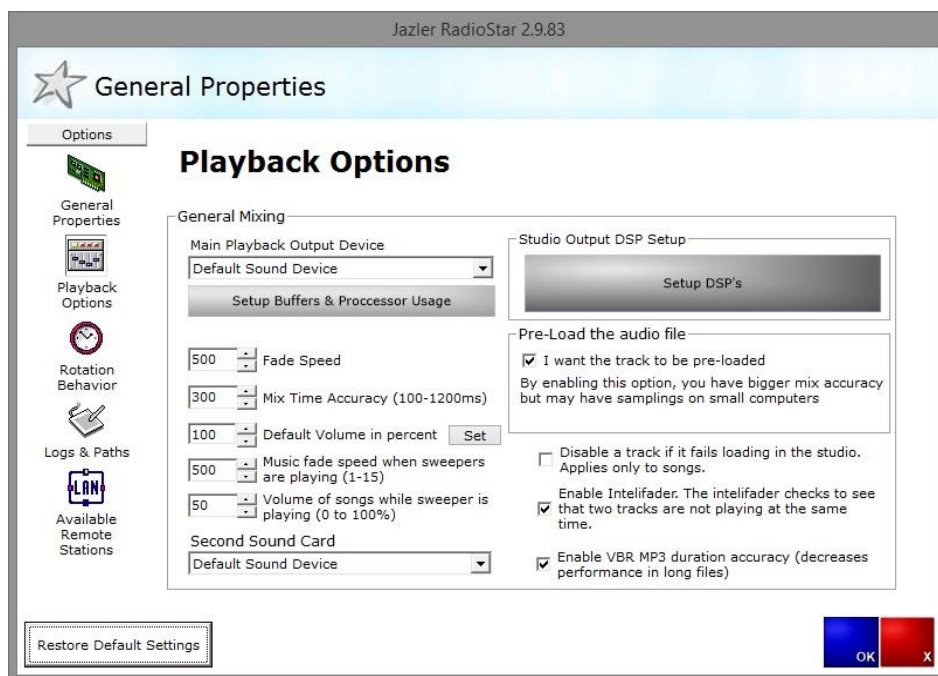 Jazler RadioStar 2.9.83
General Properties
Options
General
Properties
Playback
Options
Rotation
Behavior
Logs & Paths
LAN
Available
Remote
Stations
Playback Options
General Mixing
Main Playback Output Device
Default Sound Device
Setup Buffers & Proccessor Usage
500 Fade Speed
300 Mix Time Accuracy (100-1200ms)
100 Default Volume in percent Set
500 Music fade speed when sweepers
are playing (1-15)
50 Volume of songs while sweeper is
playing (0 to 100%)
Second Sound Card
Default Sound Device
Studio Output DSP Setup
Setup DSP's
Pre-Load the audio file
I want the track to be pre-loaded
By enabling this option, you have bigger mix accuracy
but may have samplings on small computers
Disable a track if it fails loading in the studio.
Applies only to songs.
Enable Intelifader. The intelifader checks to see
that two tracks are not playing at the same
time.
Enable VBR MP3 duration accuracy (decreases
performance in long files)
Restore Default Settings
OK
X